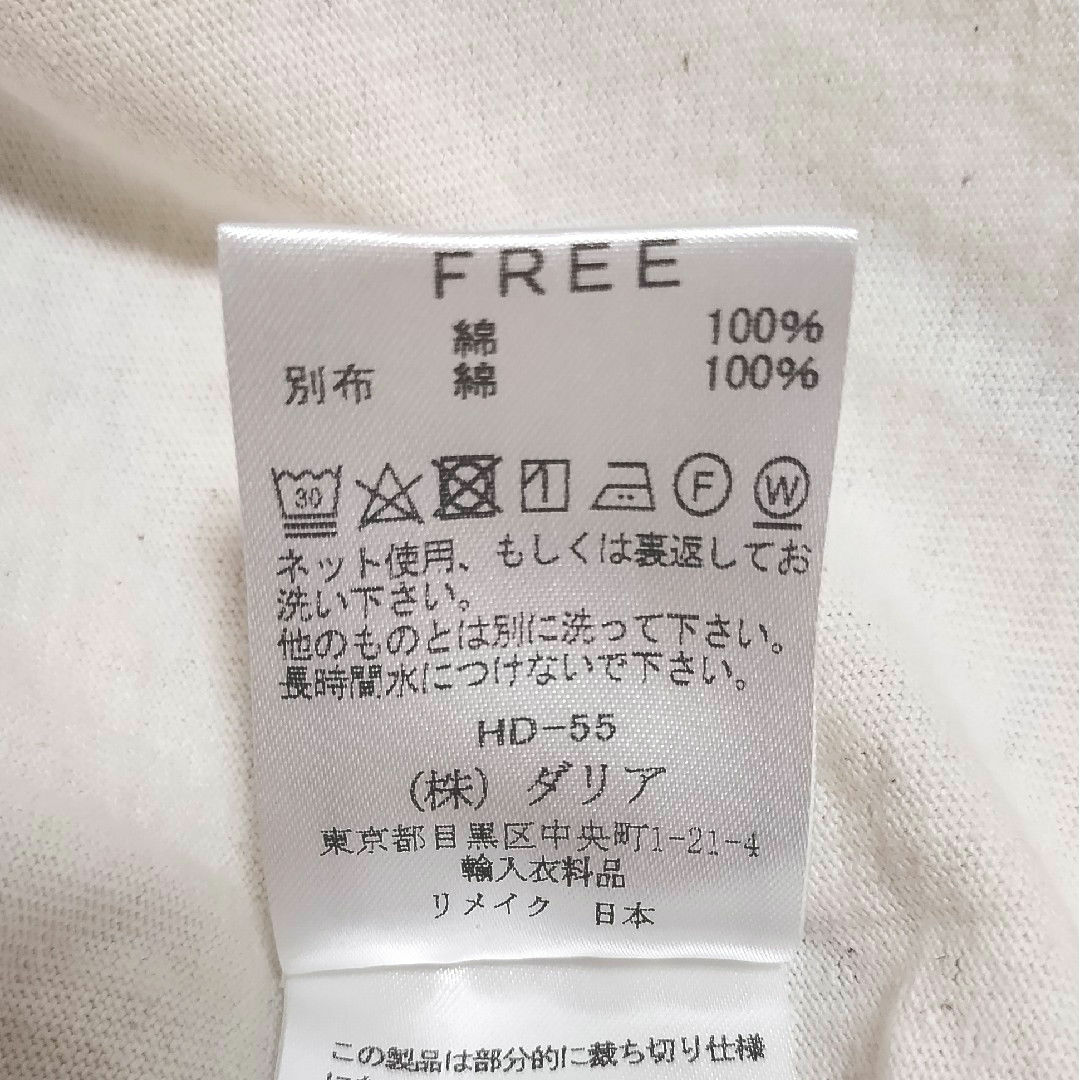 FREE
綿 100%
別布 綿 100%
30 F W
ネット使用、もしくは裏返してお
洗い下さい。
他のものとは別に洗って下さい。
長時間水につけないで下さい。
HD-55
(株) ダリア
東京都目黒区中央町1-21-4
輸入衣料品
リメイク 日本
この製品は部分的に裁ち切り仕様